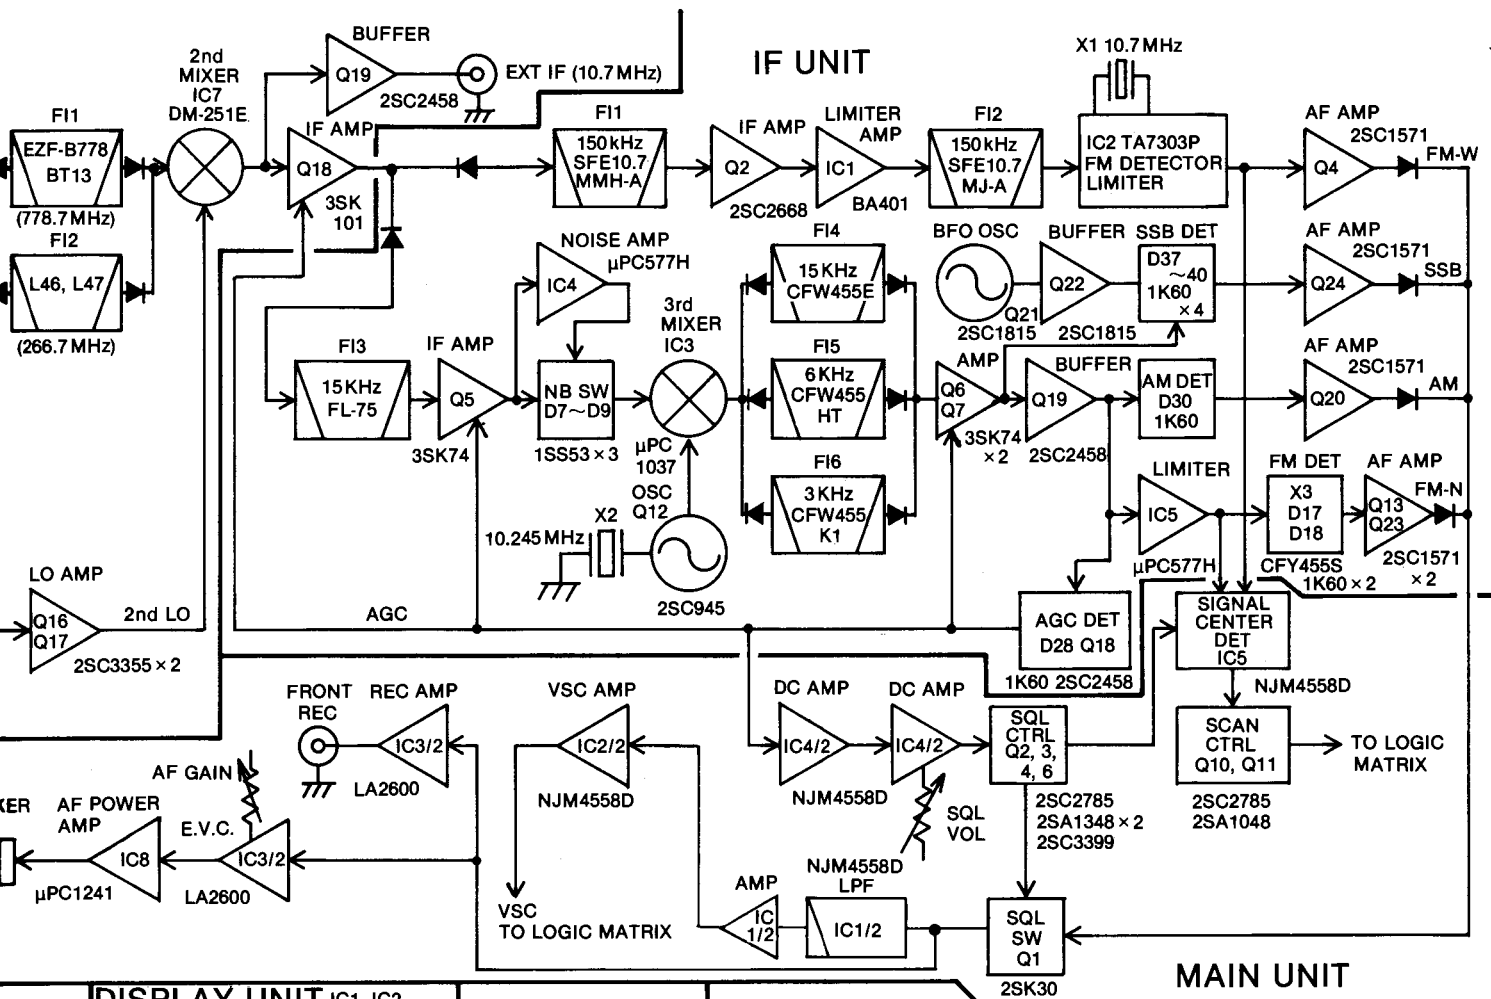 IF UNIT
BUFFER
Q19
2SC2458
EXT IF (10.7MHz)
2nd
MIXER
IC7
DM-251E
FI1
EZF-B778
BT13
(778.7MHz)
FI2
L46, L47
(266.7MHz)
IF AMP
Q18
3SK
101
FI1
150kHz
SFE10.7
MMH-A
IF AMP
Q2
2SC2668
LIMITER
AMP
IC1
BA401
FI2
150kHz
SFE10.7
MJ-A
X1 10.7MHz
IC2 TA7303P
FM DETECTOR
LIMITER
AF AMP
2SC1571
Q4
FM-W
NOISE AMP
μPC577H
IC4
FI4
15KHz
CFW455E
BFO OSC
Q21
2SC1815
BUFFER
Q22
2SC1815
SSB DET
D37
~40
1K60
×4
AF AMP
2SC1571
Q24
SSB
FI3
15KHz
FL-75
IF AMP
Q5
3SK74
NB SW
D7~D9
1SS53×3
3rd
MIXER
IC3
μPC
1037
FI5
6KHz
CFW455
HT
AMP
Q6
Q7
3SK74
×2
BUFFER
Q19
2SC2458
AM DET
D30
1K60
AF AMP
2SC1571
Q20
AM
OSC
Q12
X2
10.245MHz
2SC945
FI6
3KHz
CFW455
K1
LIMITER
IC5
μPC577H
FM DET
X3
D17
D18
CFY455S
1K60×2
AF AMP
FM-N
Q13
Q23
2SC1571
×2
LO AMP
Q16
Q17
2SC3355×2
2nd LO
AGC
AGC DET
D28 Q18
1K60 2SC2458
SIGNAL
CENTER
DET
IC5
NJM4558D
FRONT
REC
REC AMP
IC3/2
LA2600
VSC AMP
IC2/2
NJM4558D
DC AMP
IC4/2
NJM4558D
DC AMP
IC4/2
SQL
VOL
NJM4558D
SQL
CTRL
Q2, 3,
4, 6
2SC2785
2SA1348×2
2SC3399
SCAN
CTRL
Q10, Q11
2SC2785
2SA1048
TO LOGIC
MATRIX
AF GAIN
AF POWER
AMP
IC8
μPC1241
E.V.C.
IC3/2
LA2600
VSC
TO LOGIC MATRIX
AMP
IC
1/2
LPF
IC1/2
SQL
SW
Q1
2SK30
MAIN UNIT
DISPLAY UNIT